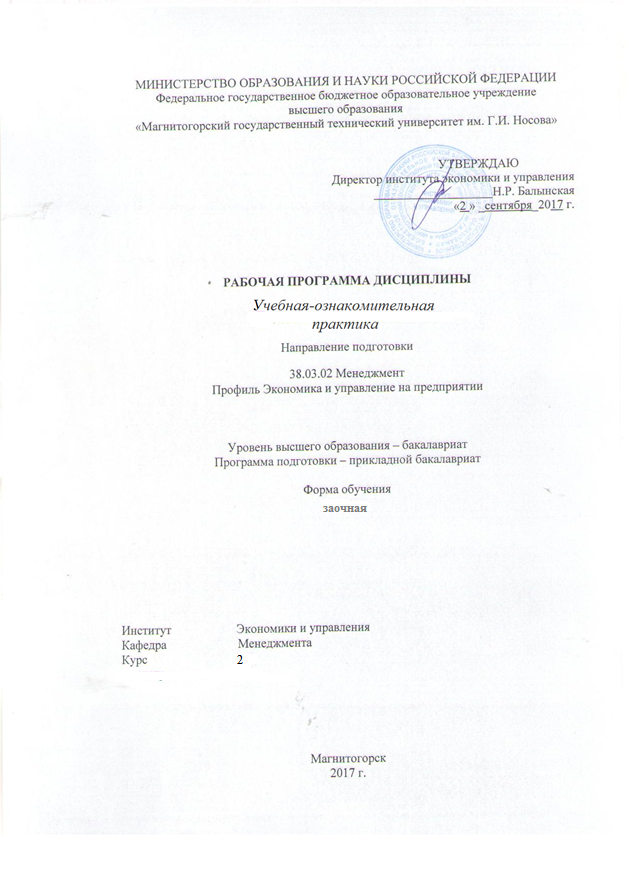 МИНИСТЕРСТВО ОБРАЗОВАНИЯ И НАУКИ РОССИЙСКОЙ ФЕДЕРАЦИИ
Федеральное государственное бюджетное образовательное учреждение
высшего образования
«Магнитогорский государственный технический университет им. Г.И. Носова»
УТВЕРЖДАЮ
Директор института экономики и управления
Н.Р. Балынская
«2 » сентября 2017 г.
РАБОЧАЯ ПРОГРАММА ДИСЦИПЛИНЫ
Учебная-ознакомительная
практика
Направление подготовки
38.03.02 Менеджмент
Профиль Экономика и управление на предприятии
Уровень высшего образования – бакалавриат
Программа подготовки – прикладной бакалавриат
Форма обучения
заочная
Институт Экономики и управления
Кафедра Менеджмента
Курс 2
Магнитогорск
2017 г.